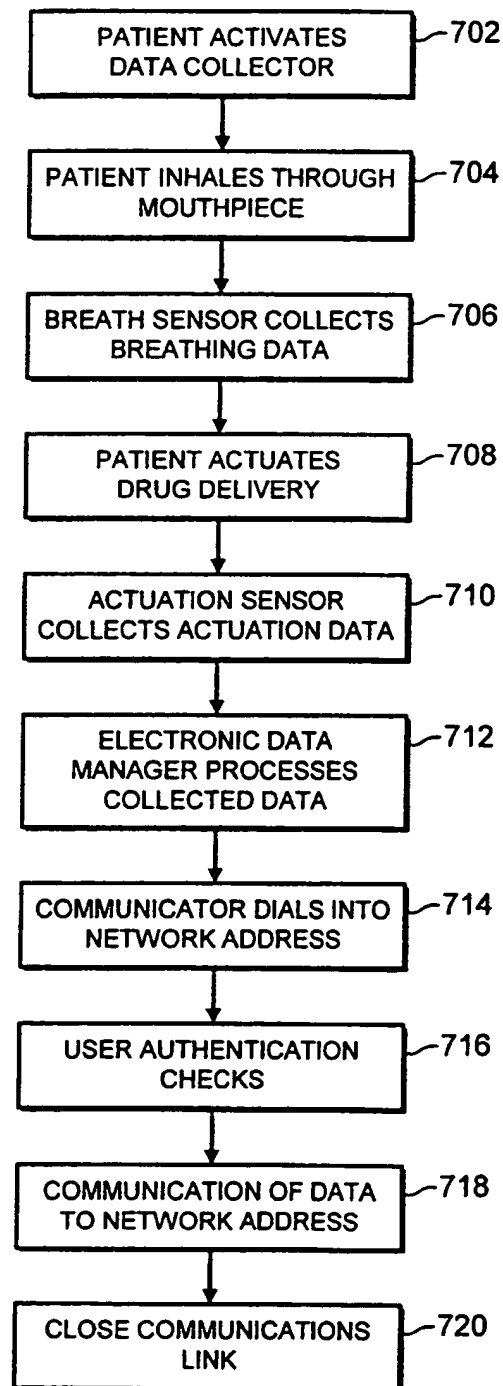 PATIENT ACTIVATES
DATA COLLECTOR
702
PATIENT INHALES THROUGH
MOUTHPIECE
704
BREATH SENSOR COLLECTS
BREATHING DATA
706
PATIENT ACTUATES
DRUG DELIVERY
708
ACTUATION SENSOR
COLLECTS ACTUATION DATA
710
ELECTRONIC DATA
MANAGER PROCESSES
COLLECTED DATA
712
COMMUNICATOR DIALS INTO
NETWORK ADDRESS
714
USER AUTHENTICATION
CHECKS
716
COMMUNICATION OF DATA
TO NETWORK ADDRESS
718
CLOSE COMMUNICATIONS
LINK
720